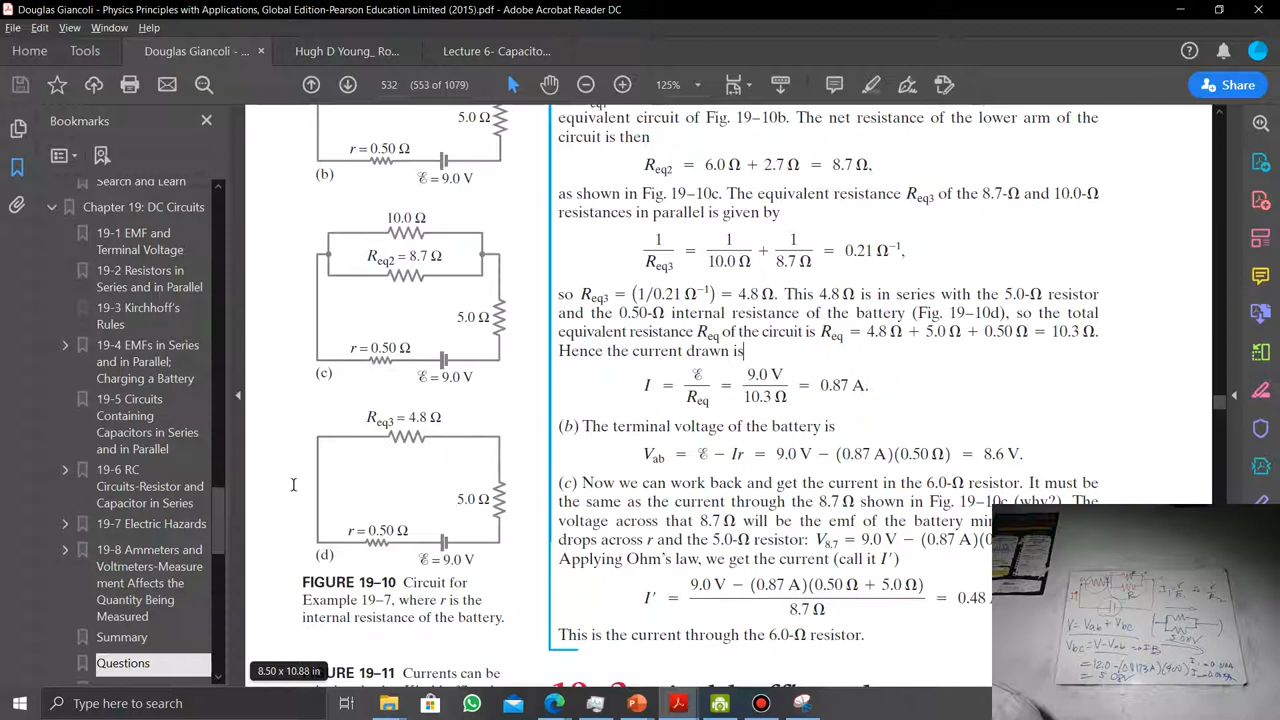 Douglas Giancoli - Physics Principles with Applications, Global Edition-Pearson Education Limited (2015).pdf - Adobe Acrobat Reader DC
File Edit View Window Help
Home Tools Douglas Giancoli - ... × Hugh D Young_ Ro... Lecture 6- Capacito...
532 (553 of 1079) 125% Share
Bookmarks ×
Search and Learn
Chapter 19: DC Circuits
19-1 EMF and
Terminal Voltage
19-2 Resistors in
Series and in Parallel
19-3 Kirchhoff's
Rules
19-4 EMFs in Series
and in Parallel;
Charging a Battery
19-5 Circuits
Containing
Capacitors in Series
and in Parallel
19-6 RC
Circuits-Resistor and
Capacitor in Series
19-7 Electric Hazards
19-8 Ammeters and
Voltmeters-Measure
ment Affects the
Quantity Being
Measured
Summary
Questions
5.0 Ω
r = 0.50 Ω
(b)
ℰ = 9.0 V
10.0 Ω
Req2 = 8.7 Ω
5.0 Ω
r = 0.50 Ω
(c)
ℰ = 9.0 V
Req3 = 4.8 Ω
5.0 Ω
r = 0.50 Ω
(d)
ℰ = 9.0 V
FIGURE 19–10 Circuit for
Example 19–7, where r is the
internal resistance of the battery.
8.50 x 10.88 in
FIGURE 19–11 Currents can be
equivalent circuit of Fig. 19–10b. The net resistance of the lower arm of the
circuit is then
Req2 = 6.0 Ω + 2.7 Ω = 8.7 Ω,
as shown in Fig. 19–10c. The equivalent resistance Req3 of the 8.7-Ω and 10.0-Ω
resistances in parallel is given by
1/Req3 = 1/10.0 Ω + 1/8.7 Ω = 0.21 Ω⁻¹,
so Req3 = (1/0.21 Ω⁻¹) = 4.8 Ω. This 4.8 Ω is in series with the 5.0-Ω resistor
and the 0.50-Ω internal resistance of the battery (Fig. 19–10d), so the total
equivalent resistance Req of the circuit is Req = 4.8 Ω + 5.0 Ω + 0.50 Ω = 10.3 Ω.
Hence the current drawn is
I = ℰ/Req = 9.0 V/10.3 Ω = 0.87 A.
(b) The terminal voltage of the battery is
Vab = ℰ − Ir = 9.0 V − (0.87 A)(0.50 Ω) = 8.6 V.
(c) Now we can work back and get the current in the 6.0-Ω resistor. It must be
the same as the current through the 8.7 Ω shown in Fig. 19–10c (why?). The
voltage across that 8.7 Ω will be the emf of the battery min
drops across r and the 5.0-Ω resistor: V8.7 = 9.0 V − (0.87 A)(0
Applying Ohm's law, we get the current (call it I′)
I′ = 9.0 V − (0.87 A)(0.50 Ω + 5.0 Ω)/8.7 Ω = 0.48
This is the current through the 6.0-Ω resistor.
V = Vab + Vbc
Vbc = V - Vab
Type here to search